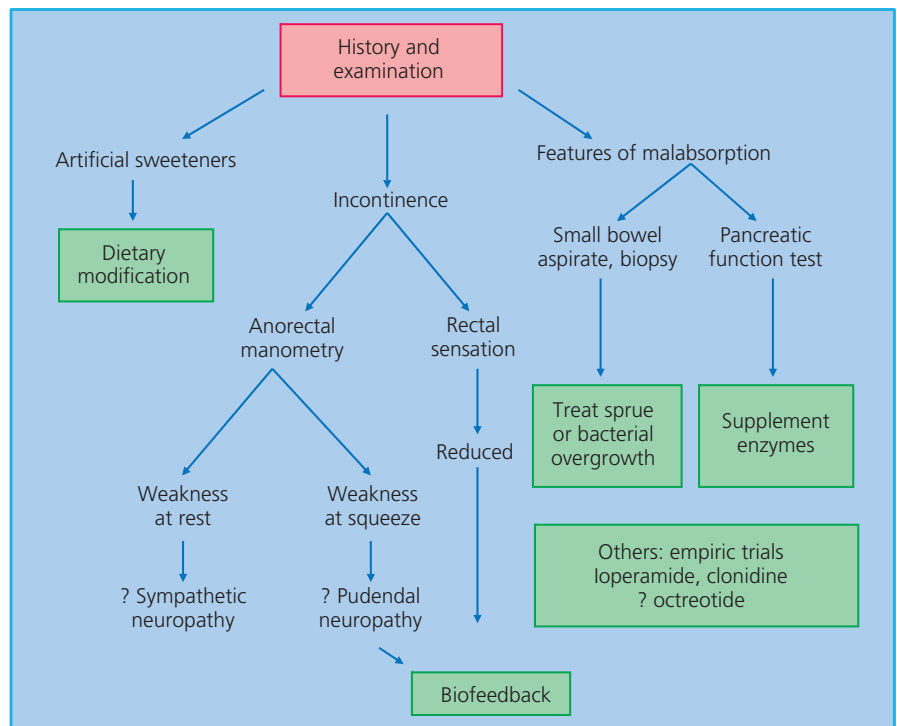 History and
examination
Artificial sweeteners
Dietary
modification
Incontinence
Anorectal
manometry
Weakness
at rest
? Sympathetic
neuropathy
Weakness
at squeeze
? Pudendal
neuropathy
Rectal
sensation
Reduced
Biofeedback
Features of malabsorption
Small bowel
aspirate, biopsy
Treat sprue
or bacterial
overgrowth
Pancreatic
function test
Supplement
enzymes
Others: empiric trials
loperamide, clonidine
? octreotide